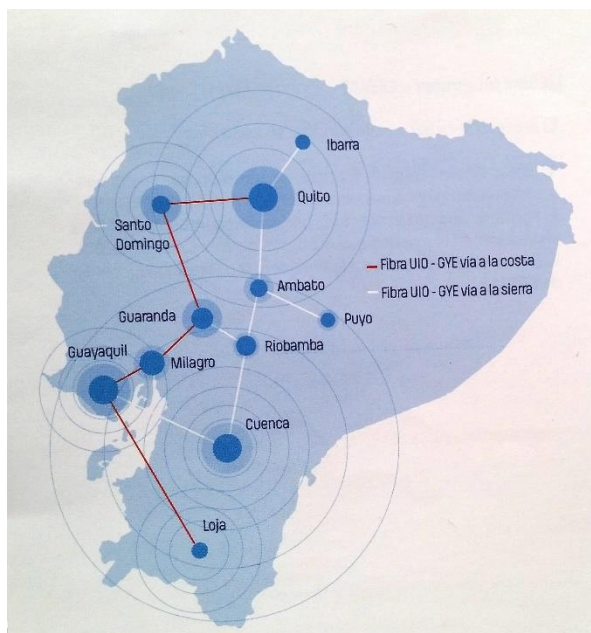 Ibarra
Quito
Santo
Domingo
Fibra UIO - GYE vía a la costa
Ambato
Fibra UIO - GYE vía a la sierra
Guaranda
Puyo
Guayaquil
Riobamba
Milagro
Cuenca
Loja